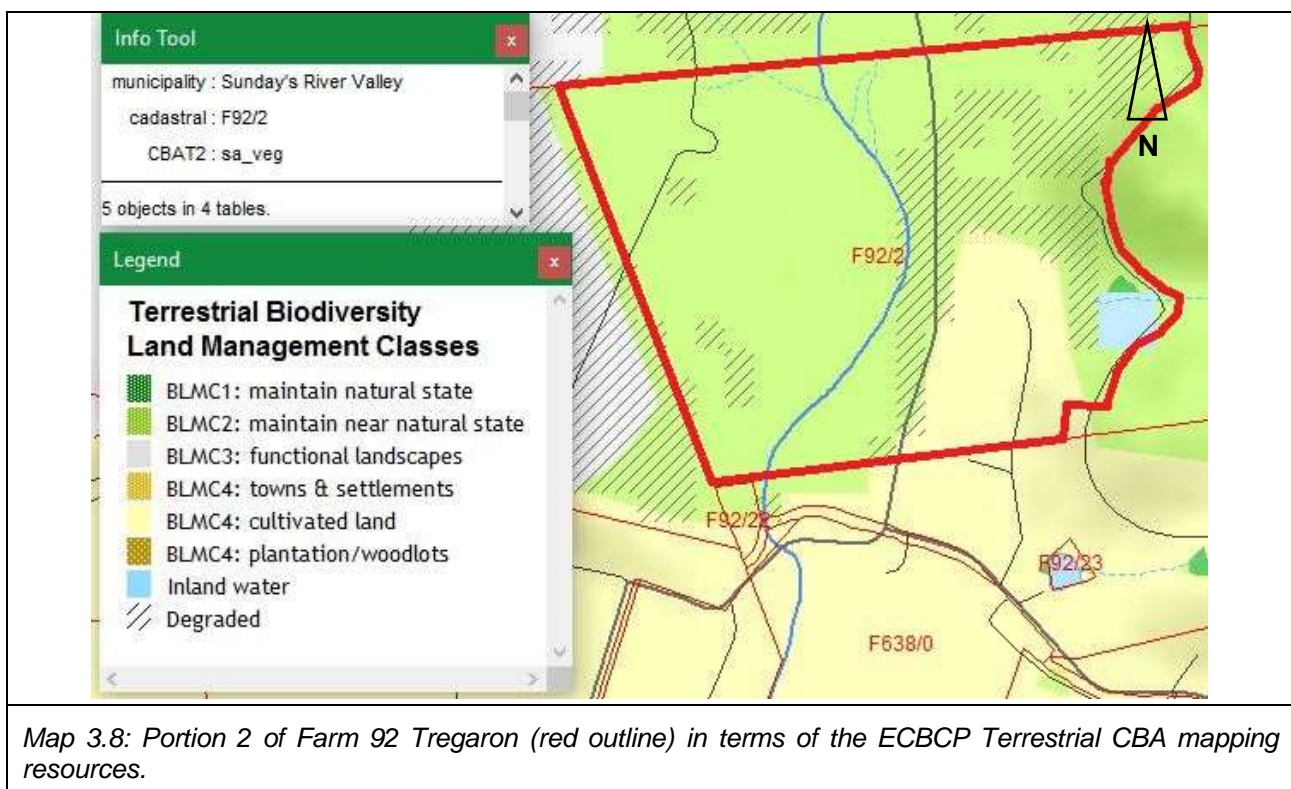 Info Tool
x
municipality : Sunday's River Valley
cadastral : F92/2
CBAT2 : sa_veg
5 objects in 4 tables.
Legend
x
Terrestrial Biodiversity
Land Management Classes
BLMC1: maintain natural state
BLMC2: maintain near natural state
BLMC3: functional landscapes
BLMC4: towns & settlements
BLMC4: cultivated land
BLMC4: plantation/woodlots
Inland water
Degraded
N
F92/2
F92/22
F92/23
F638/0
Map 3.8: Portion 2 of Farm 92 Tregaron (red outline) in terms of the ECBCP Terrestrial CBA mapping
resources.